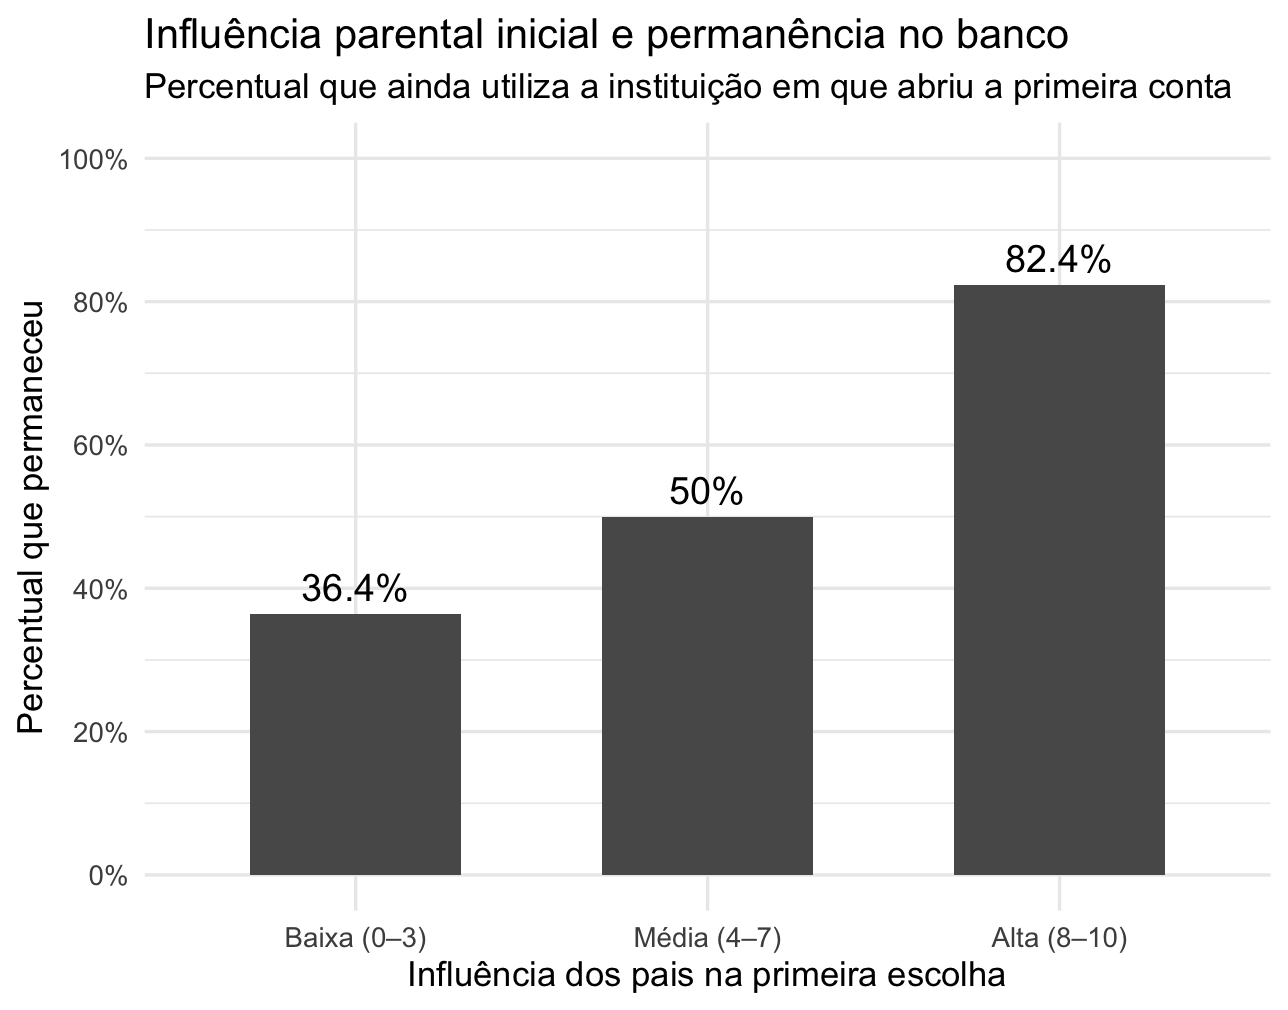 Influência parental inicial e permanência no banco
Percentual que ainda utiliza a instituição em que abriu a primeira conta
Percentual que permaneceu
100%
80%
60%
40%
20%
0%
36.4%
50%
82.4%
Baixa (0–3)
Média (4–7)
Alta (8–10)
Influência dos pais na primeira escolha